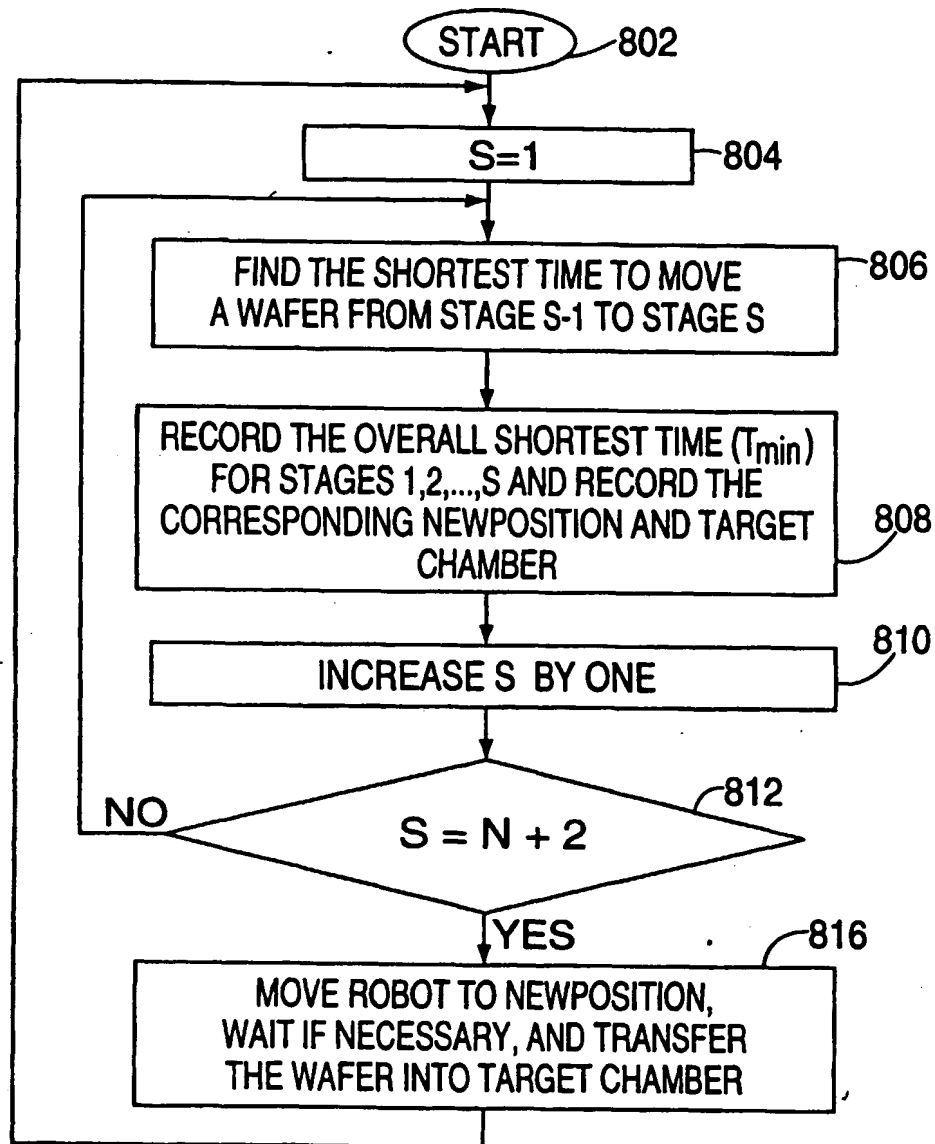 START
802
S=1
804
FIND THE SHORTEST TIME TO MOVE
A WAFER FROM STAGE S-1 TO STAGE S
806
RECORD THE OVERALL SHORTEST TIME (Tmin)
FOR STAGES 1,2,...,S AND RECORD THE
CORRESPONDING NEWPOSITION AND TARGET
CHAMBER
808
INCREASE S BY ONE
810
S = N + 2
812
NO
YES
MOVE ROBOT TO NEWPOSITION,
WAIT IF NECESSARY, AND TRANSFER
THE WAFER INTO TARGET CHAMBER
816